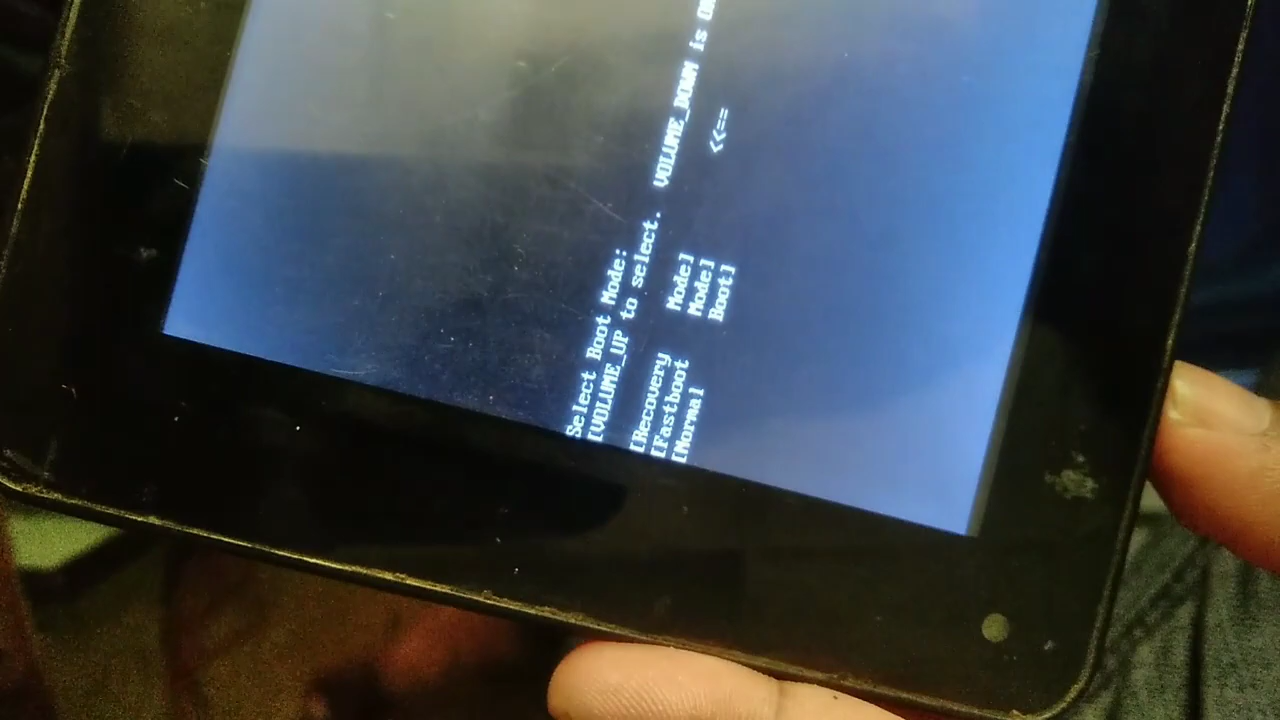 Select Boot Mode:
[VOLUME_UP to select. VOLUME_DOWN is
[Recovery Mode]
[Fastboot Mode]
[Normal Boot] <<==